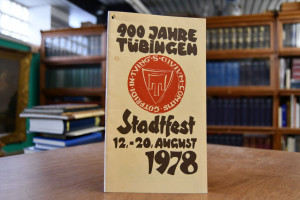 900 JAHRE
TÜBINGEN
Stadtfest
12.-20. AUGUST
1978